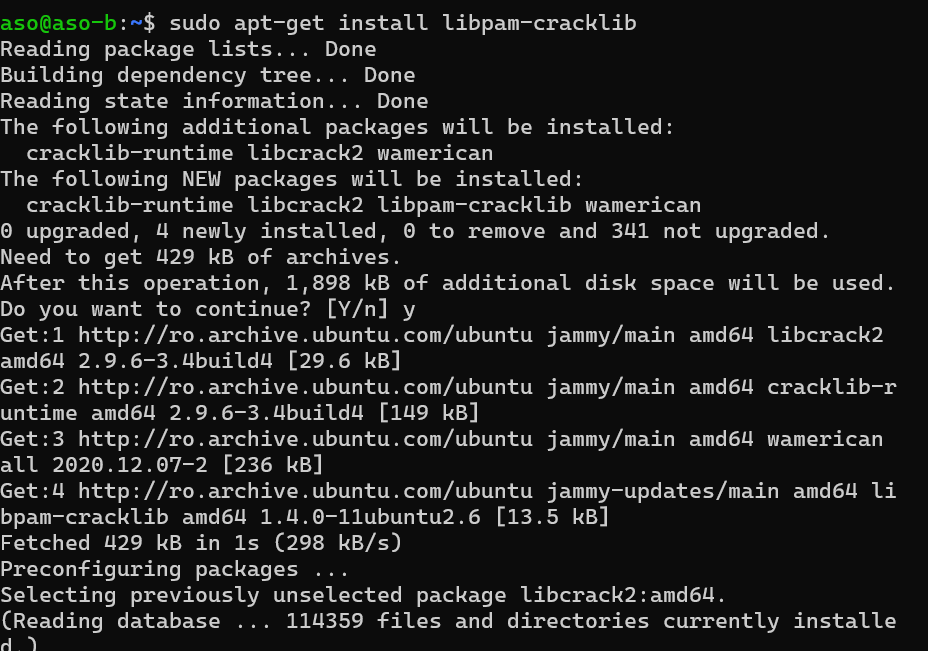 aso@aso-b:~$ sudo apt-get install libpam-cracklib
Reading package lists... Done
Building dependency tree... Done
Reading state information... Done
The following additional packages will be installed:
  cracklib-runtime libcrack2 wamerican
The following NEW packages will be installed:
  cracklib-runtime libcrack2 libpam-cracklib wamerican
0 upgraded, 4 newly installed, 0 to remove and 341 not upgraded.
Need to get 429 kB of archives.
After this operation, 1,898 kB of additional disk space will be used.
Do you want to continue? [Y/n] y
Get:1 http://ro.archive.ubuntu.com/ubuntu jammy/main amd64 libcrack2
amd64 2.9.6-3.4build4 [29.6 kB]
Get:2 http://ro.archive.ubuntu.com/ubuntu jammy/main amd64 cracklib-r
untime amd64 2.9.6-3.4build4 [149 kB]
Get:3 http://ro.archive.ubuntu.com/ubuntu jammy/main amd64 wamerican
all 2020.12.07-2 [236 kB]
Get:4 http://ro.archive.ubuntu.com/ubuntu jammy-updates/main amd64 li
bpam-cracklib amd64 1.4.0-11ubuntu2.6 [13.5 kB]
Fetched 429 kB in 1s (298 kB/s)
Preconfiguring packages ...
Selecting previously unselected package libcrack2:amd64.
(Reading database ... 114359 files and directories currently installe
d.)